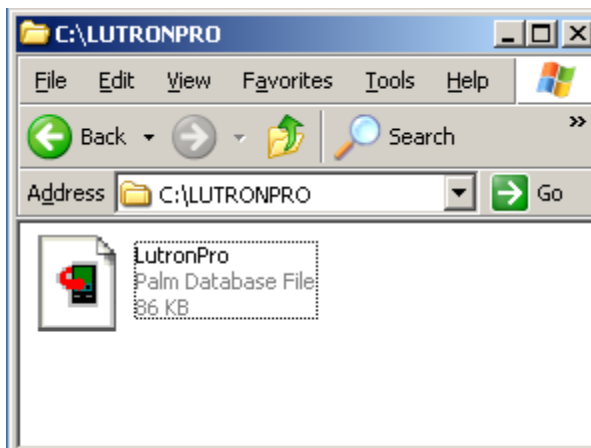 C:\LUTRONPRO
File Edit View Favorites Tools Help
Back Search »
Address C:\LUTRONPRO Go
LutronPro
Palm Database File
86 KB